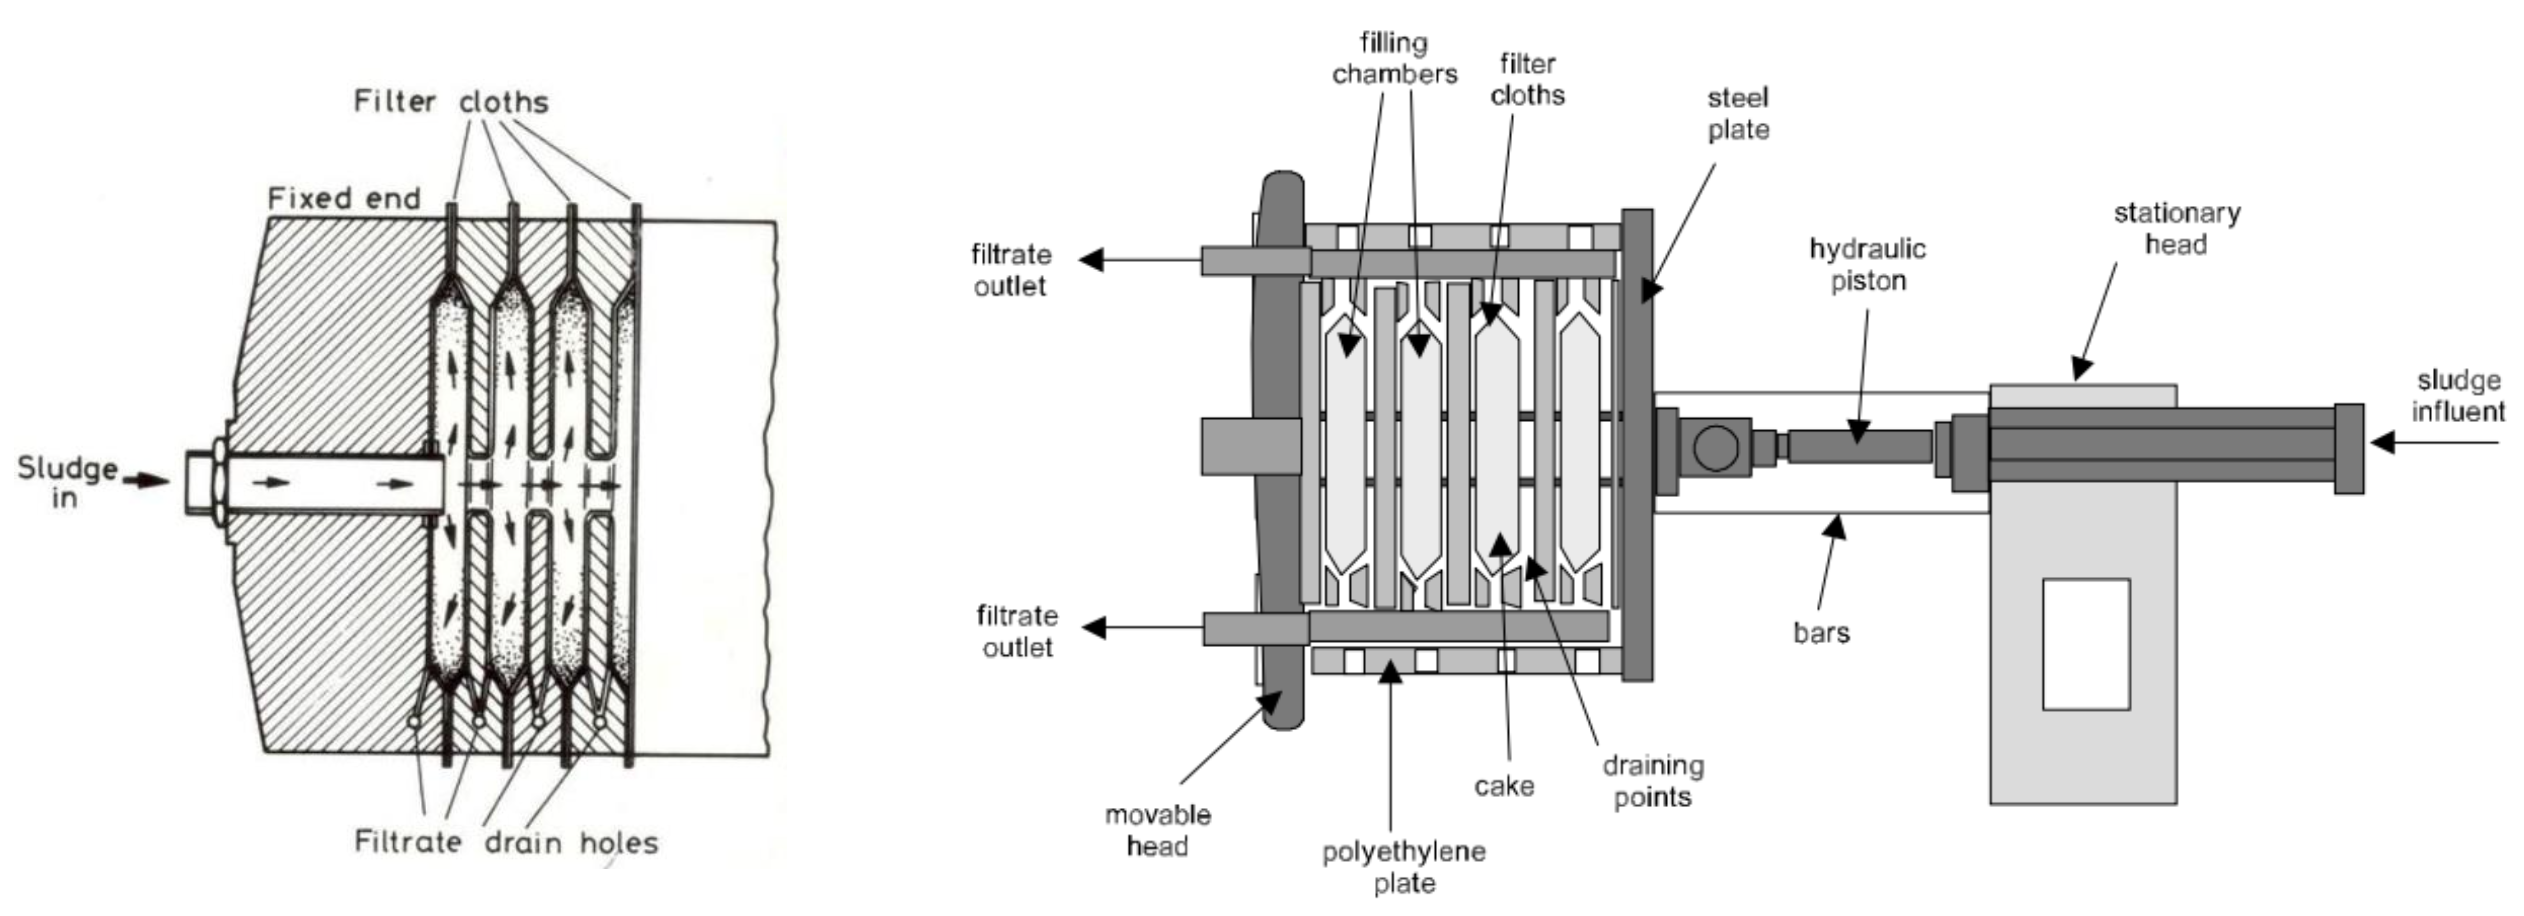 Filter cloths
Fixed end
Sludge
in
Filtrate drain holes
filling
chambers
filter
cloths
steel
plate
stationary
head
hydraulic
piston
filtrate
outlet
sludge
influent
filtrate
outlet
bars
draining
points
cake
movable
head
polyethylene
plate